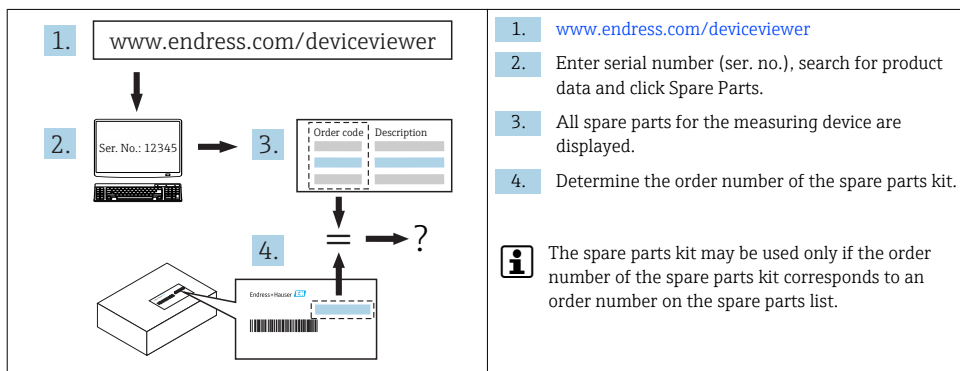 1.
www.endress.com/deviceviewer
2.
Ser. No.: 12345
3.
Order code
Description
4.
?
Endress+Hauser EH
1. www.endress.com/deviceviewer
2. Enter serial number (ser. no.), search for product
data and click Spare Parts.
3. All spare parts for the measuring device are
displayed.
4. Determine the order number of the spare parts kit.
The spare parts kit may be used only if the order
number of the spare parts kit corresponds to an
order number on the spare parts list.